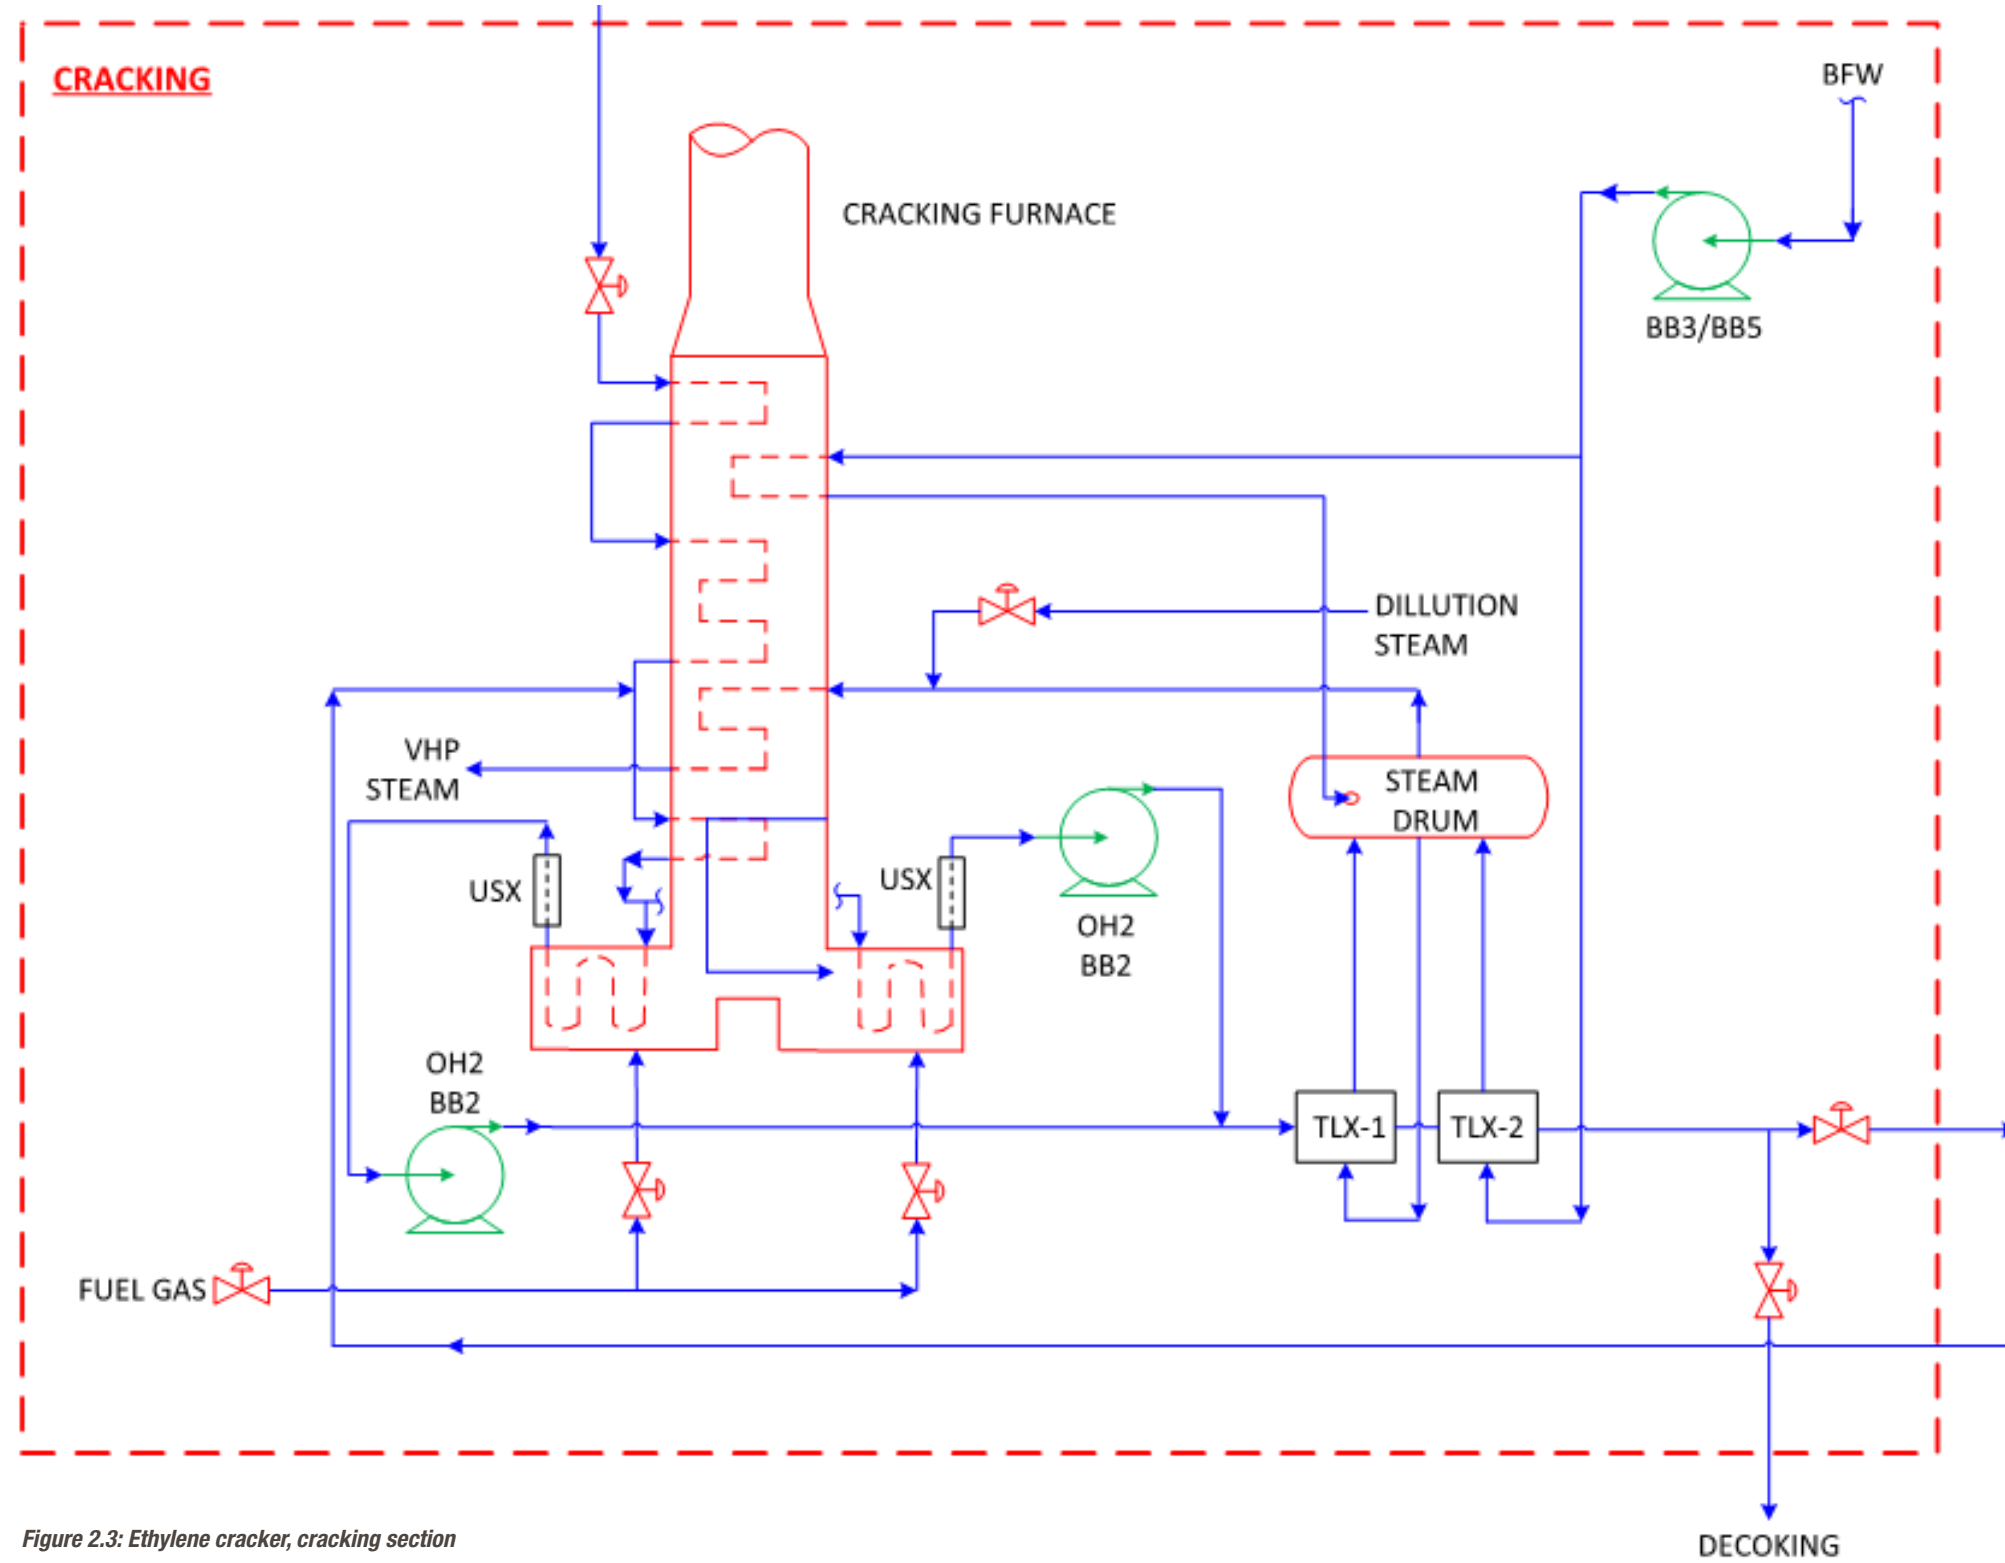 CRACKING
BFW
CRACKING FURNACE
BB3/BB5
DILLUTION
STEAM
VHP
STEAM
STEAM
DRUM
USX
USX
OH2
BB2
OH2
BB2
TLX-1
TLX-2
FUEL GAS
DECOKING
Figure 2.3: Ethylene cracker, cracking section